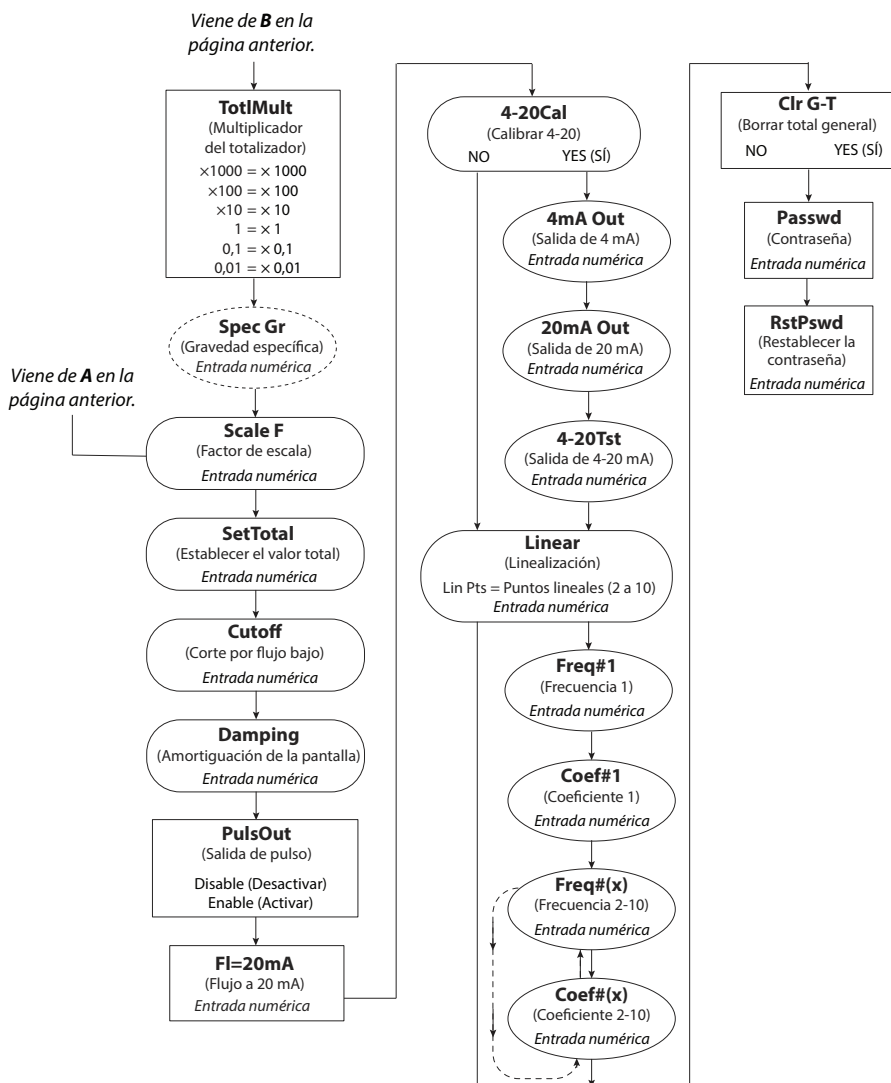 Viene de B en la
página anterior.
TotlMult
(Multiplicador
del totalizador)
×1000 = × 1000
×100 = × 100
×10 = × 10
1 = × 1
0,1 = × 0,1
0,01 = × 0,01
Spec Gr
(Gravedad específica)
Entrada numérica
Viene de A en la
página anterior.
Scale F
(Factor de escala)
Entrada numérica
SetTotal
(Establecer el valor total)
Entrada numérica
Cutoff
(Corte por flujo bajo)
Entrada numérica
Damping
(Amortiguación de la pantalla)
Entrada numérica
PulsOut
(Salida de pulso)
Disable (Desactivar)
Enable (Activar)
Fl=20mA
(Flujo a 20 mA)
Entrada numérica
4-20Cal
(Calibrar 4-20)
NO YES (SÍ)
4mA Out
(Salida de 4 mA)
Entrada numérica
20mA Out
(Salida de 20 mA)
Entrada numérica
4-20Tst
(Salida de 4-20 mA)
Entrada numérica
Linear
(Linealización)
Lin Pts = Puntos lineales (2 a 10)
Entrada numérica
Freq#1
(Frecuencia 1)
Entrada numérica
Coef#1
(Coeficiente 1)
Entrada numérica
Freq#(x)
(Frecuencia 2-10)
Entrada numérica
Coef#(x)
(Coeficiente 2-10)
Entrada numérica
Clr G-T
(Borrar total general)
NO YES (SÍ)
Passwd
(Contraseña)
Entrada numérica
RstPswd
(Restablecer la
contraseña)
Entrada numérica